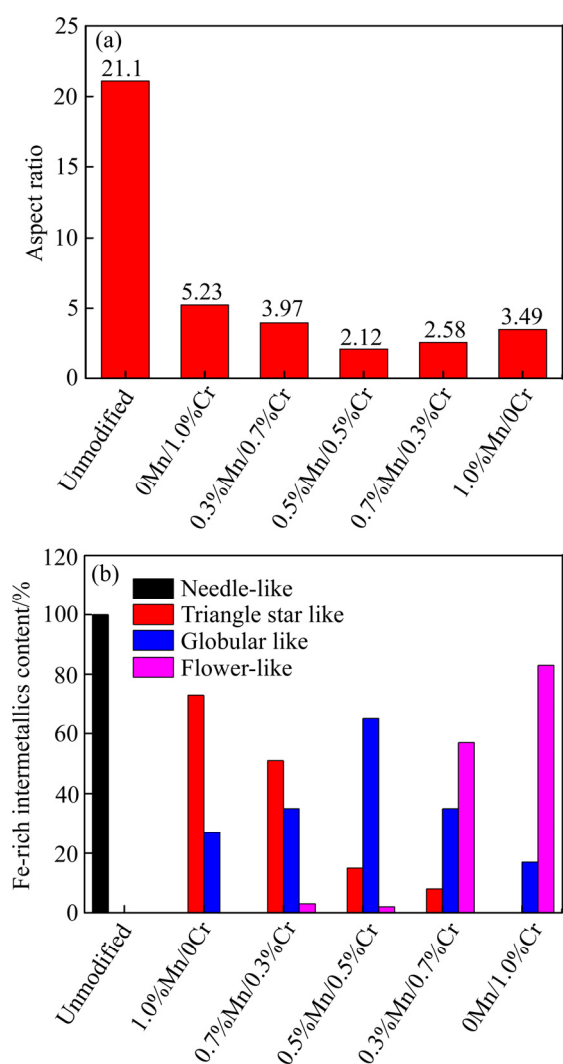 (a)
25
20
15
10
5
0
Aspect ratio
21.1
5.23
3.97
2.12
2.58
3.49
Unmodified
0Mn/1.0%Cr
0.3%Mn/0.7%Cr
0.5%Mn/0.5%Cr
0.7%Mn/0.3%Cr
1.0%Mn/0Cr
(b)
120
100
80
60
40
20
0
Fe-rich intermetallics content/%
Needle-like
Triangle star like
Globular like
Flower-like
Unmodified
1.0%Mn/0Cr
0.7%Mn/0.3%Cr
0.5%Mn/0.5%Cr
0.3%Mn/0.7%Cr
0Mn/1.0%Cr